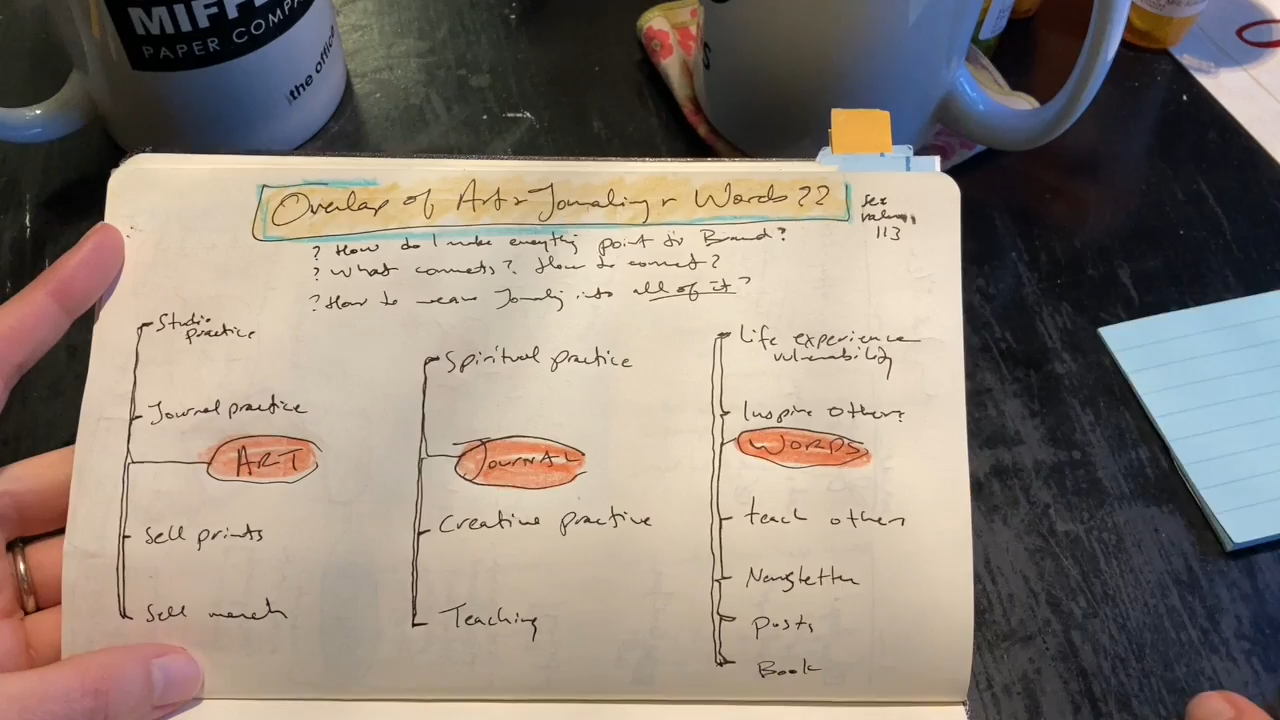 MIFFL
PAPER COMPA
the office
Overlap of Art & Journaling & Words??
see
113
? How do I make everything point to Brand?
? What connects? How to connect?
? How to weave Journaling into all of it?
Studio
practice
Journal practice
ART
Sell prints
Sell merch
Spiritual practice
JOURNAL
Creative practice
Teaching
Life experience
vulnerability
Inspire others
WORDS
teach others
Newsletter
posts
Book